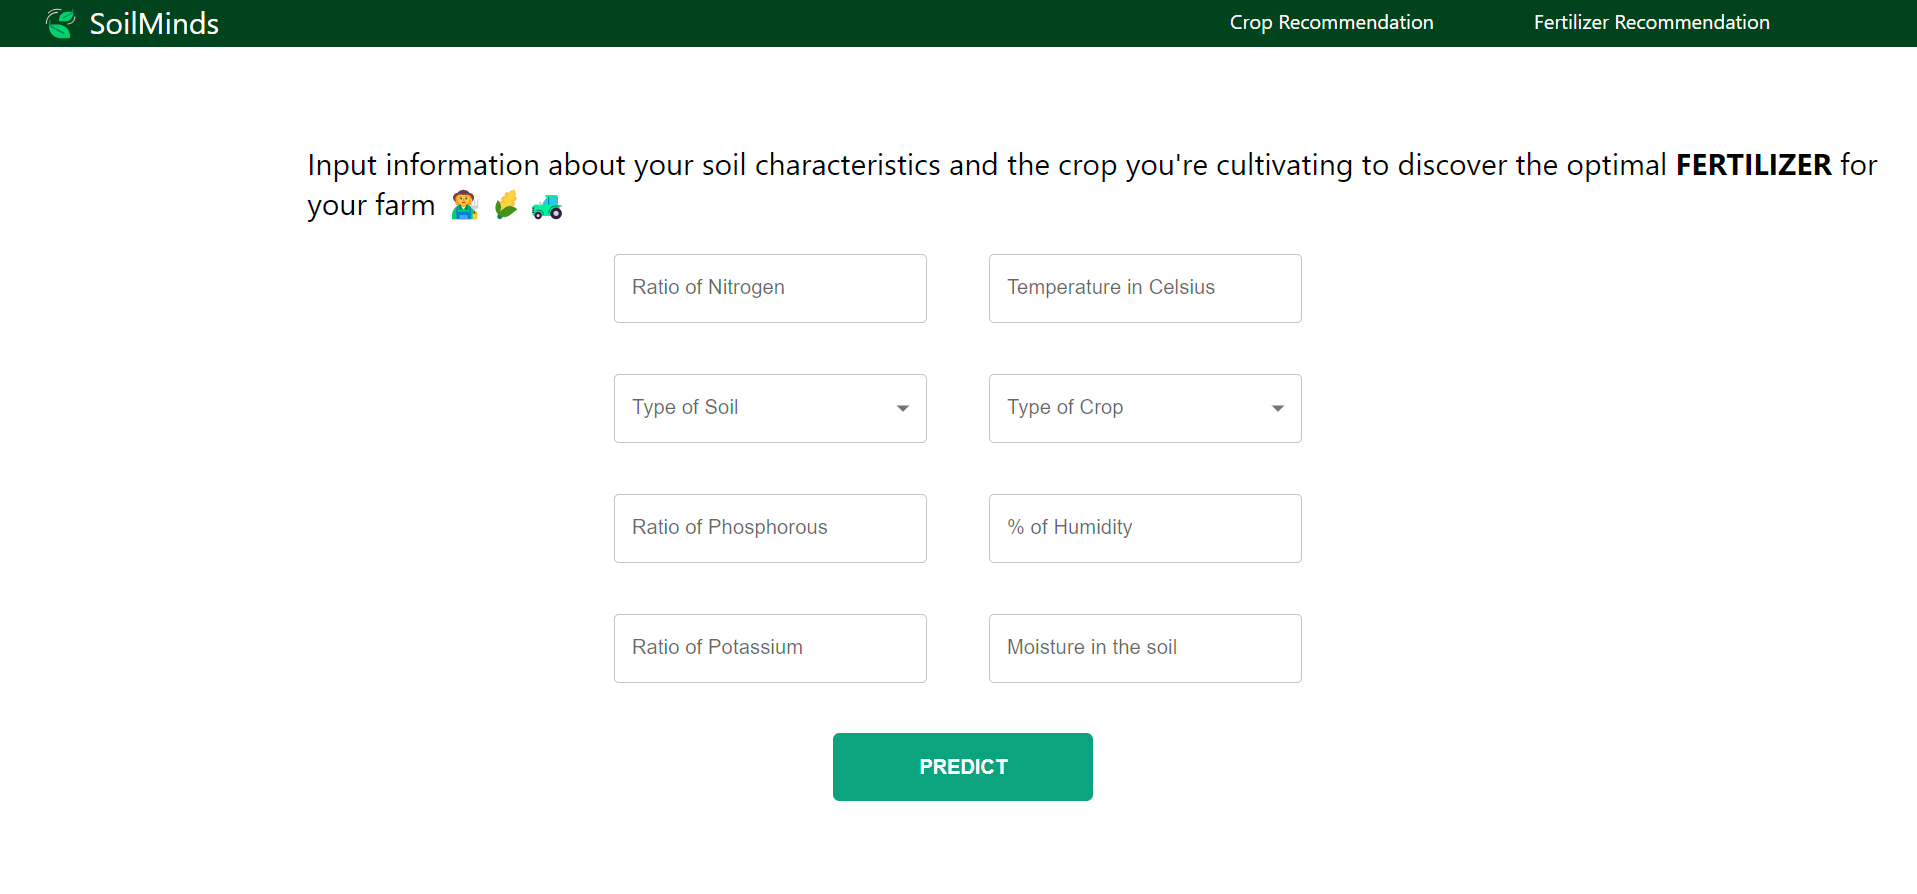 SoilMinds
Crop Recommendation
Fertilizer Recommendation
Input information about your soil characteristics and the crop you're cultivating to discover the optimal FERTILIZER for
your farm 🧑‍🌾 🌽 🚜
Ratio of Nitrogen
Temperature in Celsius
Type of Soil
Type of Crop
Ratio of Phosphorous
% of Humidity
Ratio of Potassium
Moisture in the soil
PREDICT